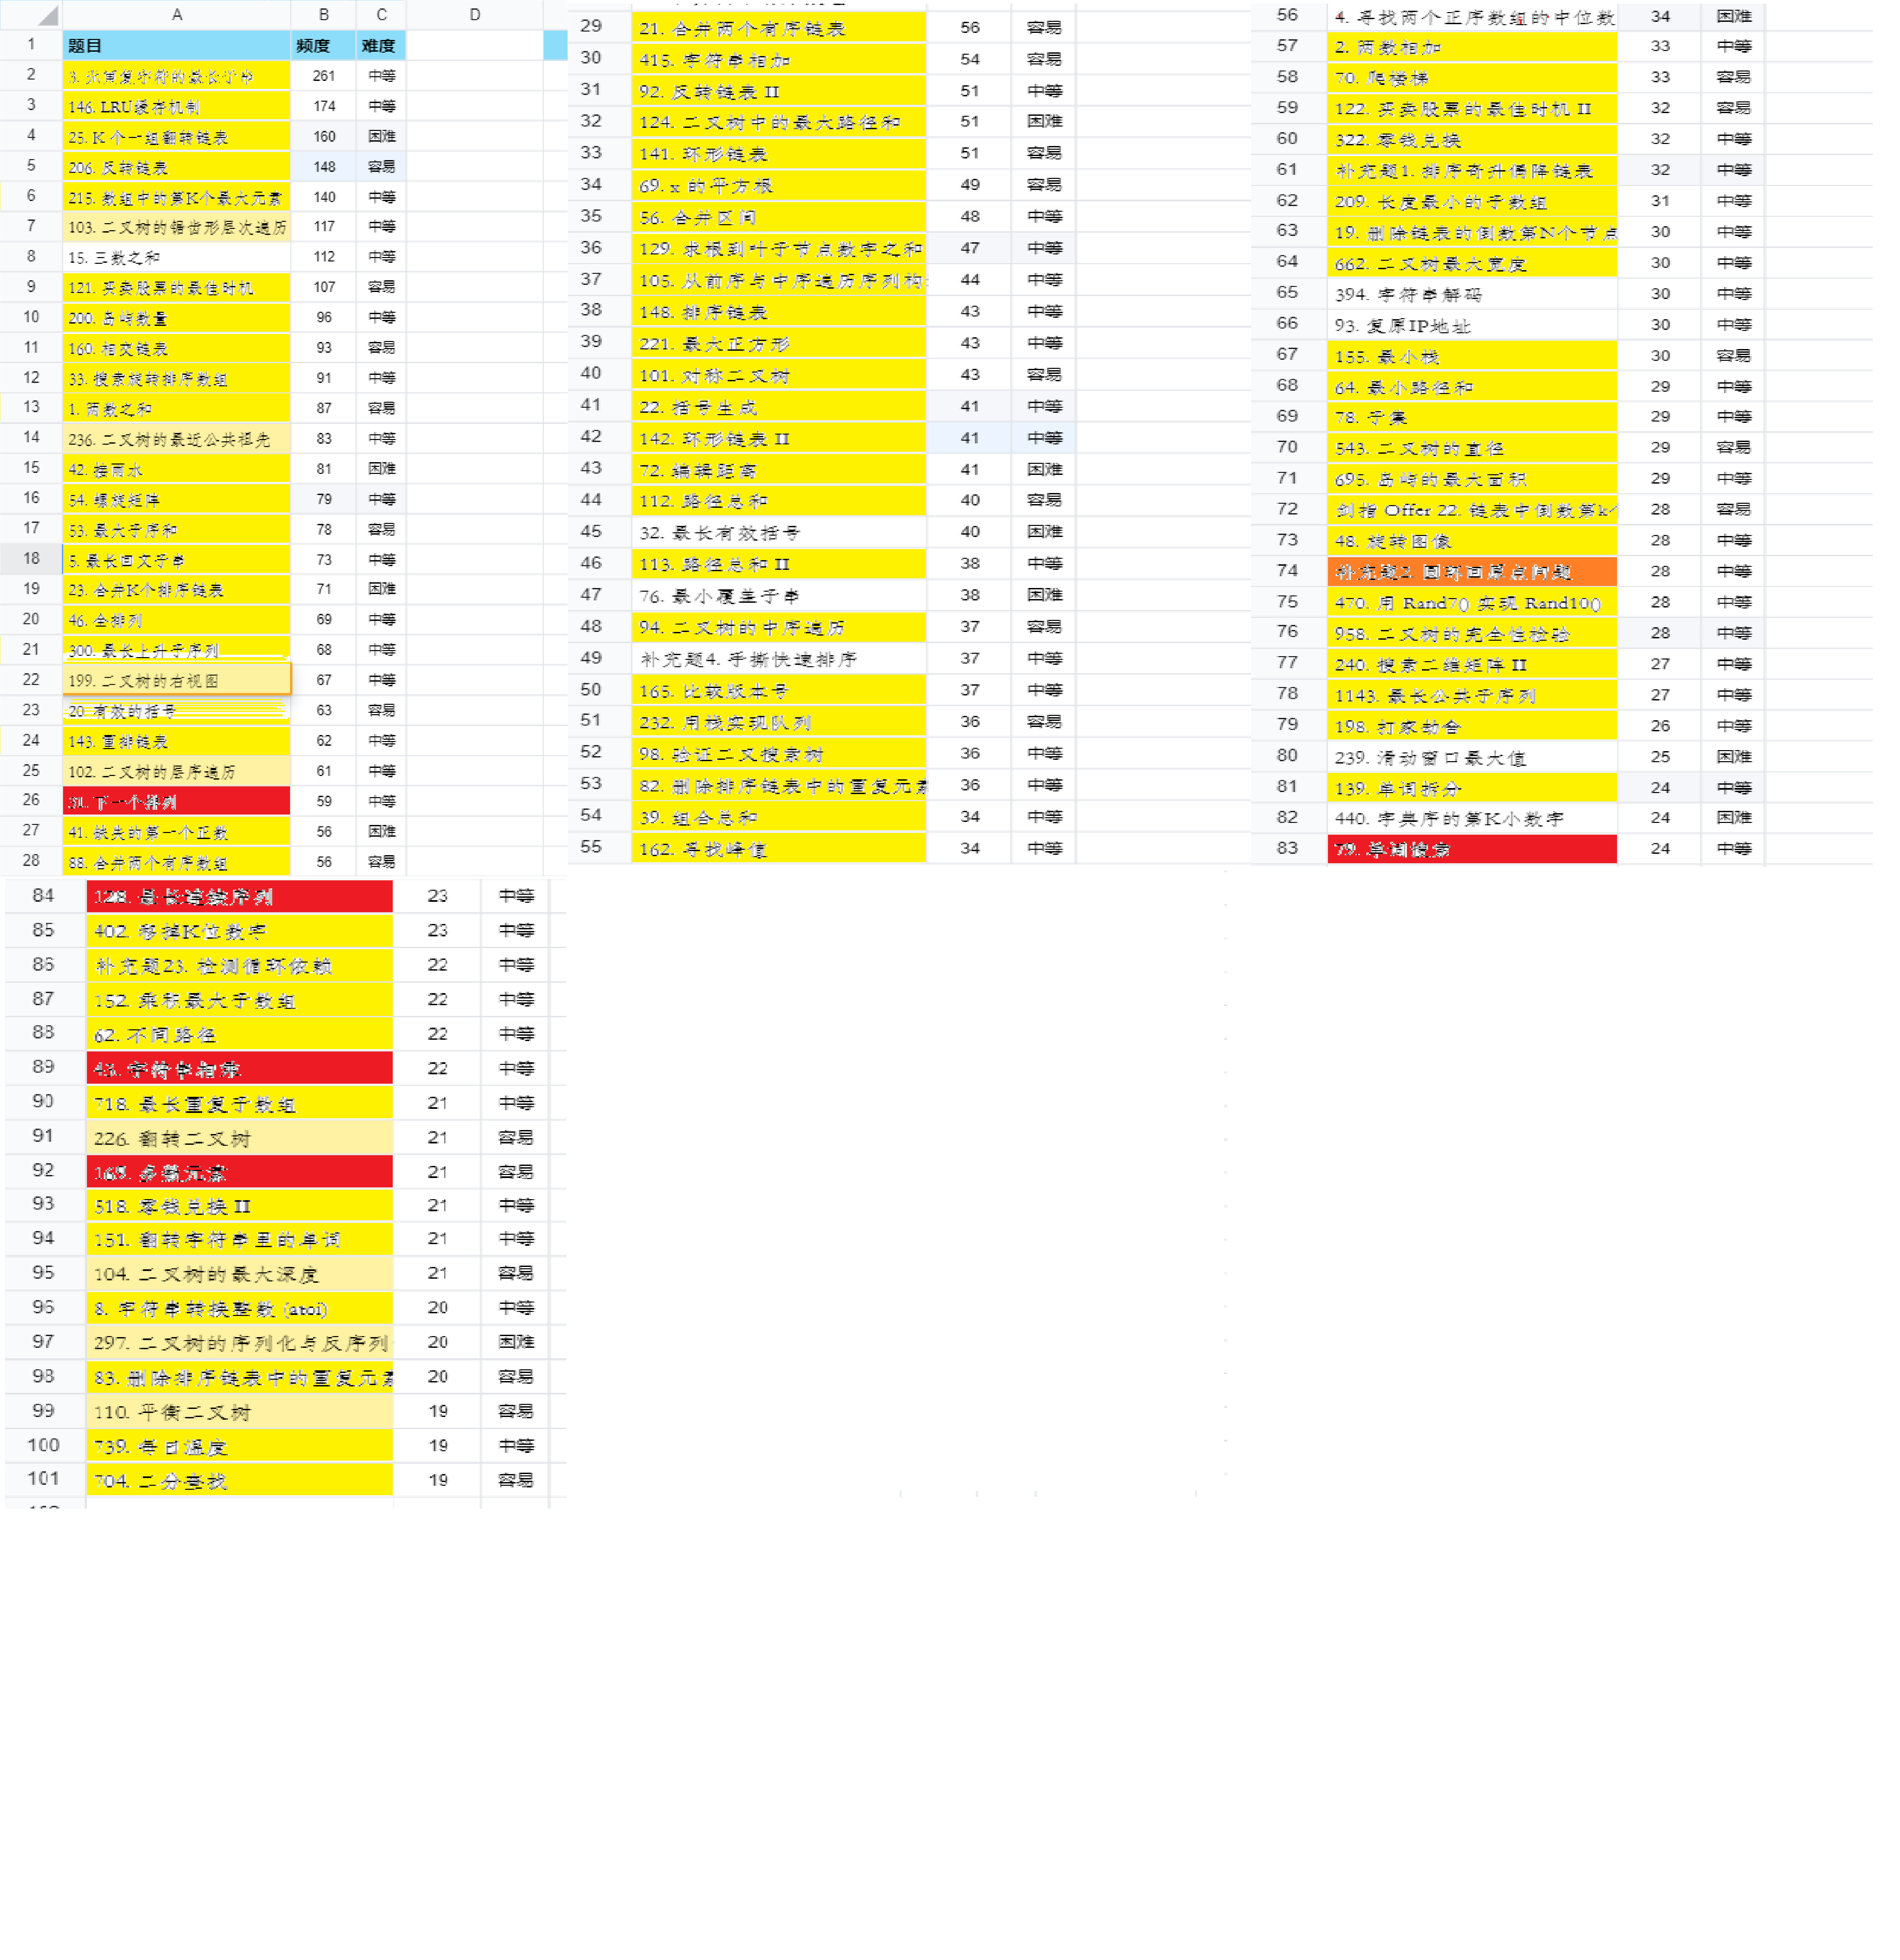 A B C D
1 题目 频度 难度
2 3. 无重复字符的最长子串 261 中等
3 146. LRU缓存机制 174 中等
4 25. K 个一组翻转链表 160 困难
5 206. 反转链表 148 容易
6 215. 数组中的第K个最大元素 140 中等
7 103. 二叉树的锯齿形层次遍历 117 中等
8 15. 三数之和 112 中等
9 121. 买卖股票的最佳时机 107 容易
10 200. 岛屿数量 96 中等
11 160. 相交链表 93 容易
12 33. 搜索旋转排序数组 91 中等
13 1. 两数之和 87 容易
14 236. 二叉树的最近公共祖先 83 中等
15 42. 接雨水 81 困难
16 54. 螺旋矩阵 79 中等
17 53. 最大子序和 78 容易
18 5. 最长回文子串 73 中等
19 23. 合并K个排序链表 71 困难
20 46. 全排列 69 中等
21 300. 最长上升子序列 68 中等
22 199. 二叉树的右视图 67 中等
23 20. 有效的括号 63 容易
24 143. 重排链表 62 中等
25 102. 二叉树的层序遍历 61 中等
26 31. 下一个排列 59 中等
27 41. 缺失的第一个正数 56 困难
28 88. 合并两个有序数组 56 容易
29 21. 合并两个有序链表 56 容易
30 415. 字符串相加 54 容易
31 92. 反转链表 II 51 中等
32 124. 二叉树中的最大路径和 51 困难
33 141. 环形链表 51 容易
34 69. x 的平方根 49 容易
35 56. 合并区间 48 中等
36 129. 求根到叶子节点数字之和 47 中等
37 105. 从前序与中序遍历序列构 44 中等
38 148. 排序链表 43 中等
39 221. 最大正方形 43 中等
40 101. 对称二叉树 43 容易
41 22. 括号生成 41 中等
42 142. 环形链表 II 41 中等
43 72. 编辑距离 41 困难
44 112. 路径总和 40 容易
45 32. 最长有效括号 40 困难
46 113. 路径总和 II 38 中等
47 76. 最小覆盖子串 38 困难
48 94. 二叉树的中序遍历 37 容易
49 补充题4. 手撕快速排序 37 中等
50 165. 比较版本号 37 中等
51 232. 用栈实现队列 36 容易
52 98. 验证二叉搜索树 36 中等
53 82. 删除排序链表中的重复元素 36 中等
54 39. 组合总和 34 中等
55 162. 寻找峰值 34 中等
56 4. 寻找两个正序数组的中位数 34 困难
57 2. 两数相加 33 中等
58 70. 爬楼梯 33 容易
59 122. 买卖股票的最佳时机 II 32 容易
60 322. 零钱兑换 32 中等
61 补充题1. 排序奇升偶降链表 32 中等
62 209. 长度最小的子数组 31 中等
63 19. 删除链表的倒数第N个节点 30 中等
64 662. 二叉树最大宽度 30 中等
65 394. 字符串解码 30 中等
66 93. 复原IP地址 30 中等
67 155. 最小栈 30 容易
68 64. 最小路径和 29 中等
69 78. 子集 29 中等
70 543. 二叉树的直径 29 容易
71 695. 岛屿的最大面积 29 中等
72 剑指 Offer 22. 链表中倒数第k个 28 容易
73 48. 旋转图像 28 中等
74 补充题2. 圆环回原点问题 28 中等
75 470. 用 Rand7() 实现 Rand10() 28 中等
76 958. 二叉树的完全性检验 28 中等
77 240. 搜索二维矩阵 II 27 中等
78 1143. 最长公共子序列 27 中等
79 198. 打家劫舍 26 中等
80 239. 滑动窗口最大值 25 困难
81 139. 单词拆分 24 中等
82 440. 字典序的第K小数字 24 困难
83 79. 单词搜索 24 中等
84 128. 最长连续序列 23 中等
85 402. 移掉K位数字 23 中等
86 补充题23. 检测循环依赖 22 中等
87 152. 乘积最大子数组 22 中等
88 62. 不同路径 22 中等
89 43. 字符串相乘 22 中等
90 718. 最长重复子数组 21 中等
91 226. 翻转二叉树 21 容易
92 169. 多数元素 21 容易
93 518. 零钱兑换 II 21 中等
94 151. 翻转字符串里的单词 21 中等
95 104. 二叉树的最大深度 21 容易
96 8. 字符串转换整数 (atoi) 20 中等
97 297. 二叉树的序列化与反序列 20 困难
98 83. 删除排序链表中的重复元素 20 容易
99 110. 平衡二叉树 19 容易
100 739. 每日温度 19 中等
101 704. 二分查找 19 容易